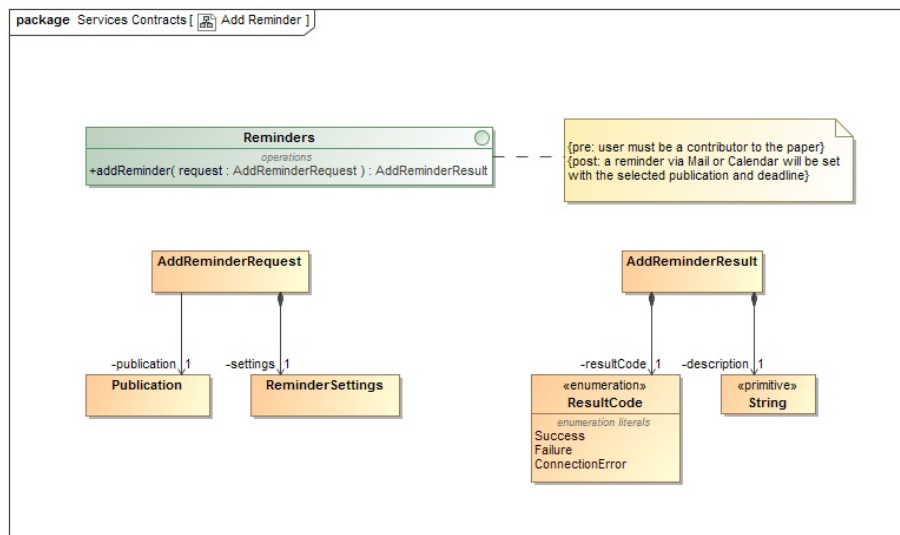 package Services Contracts [ Add Reminder ]
Reminders
operations
+addReminder( request : AddReminderRequest ) : AddReminderResult
{pre: user must be a contributor to the paper}
{post: a reminder via Mail or Calendar will be set
with the selected publication and deadline}
AddReminderRequest
AddReminderResult
-publication 1
-settings 1
-resultCode 1
-description 1
Publication
ReminderSettings
«enumeration»
ResultCode
enumeration literals
Success
Failure
ConnectionError
«primitive»
String